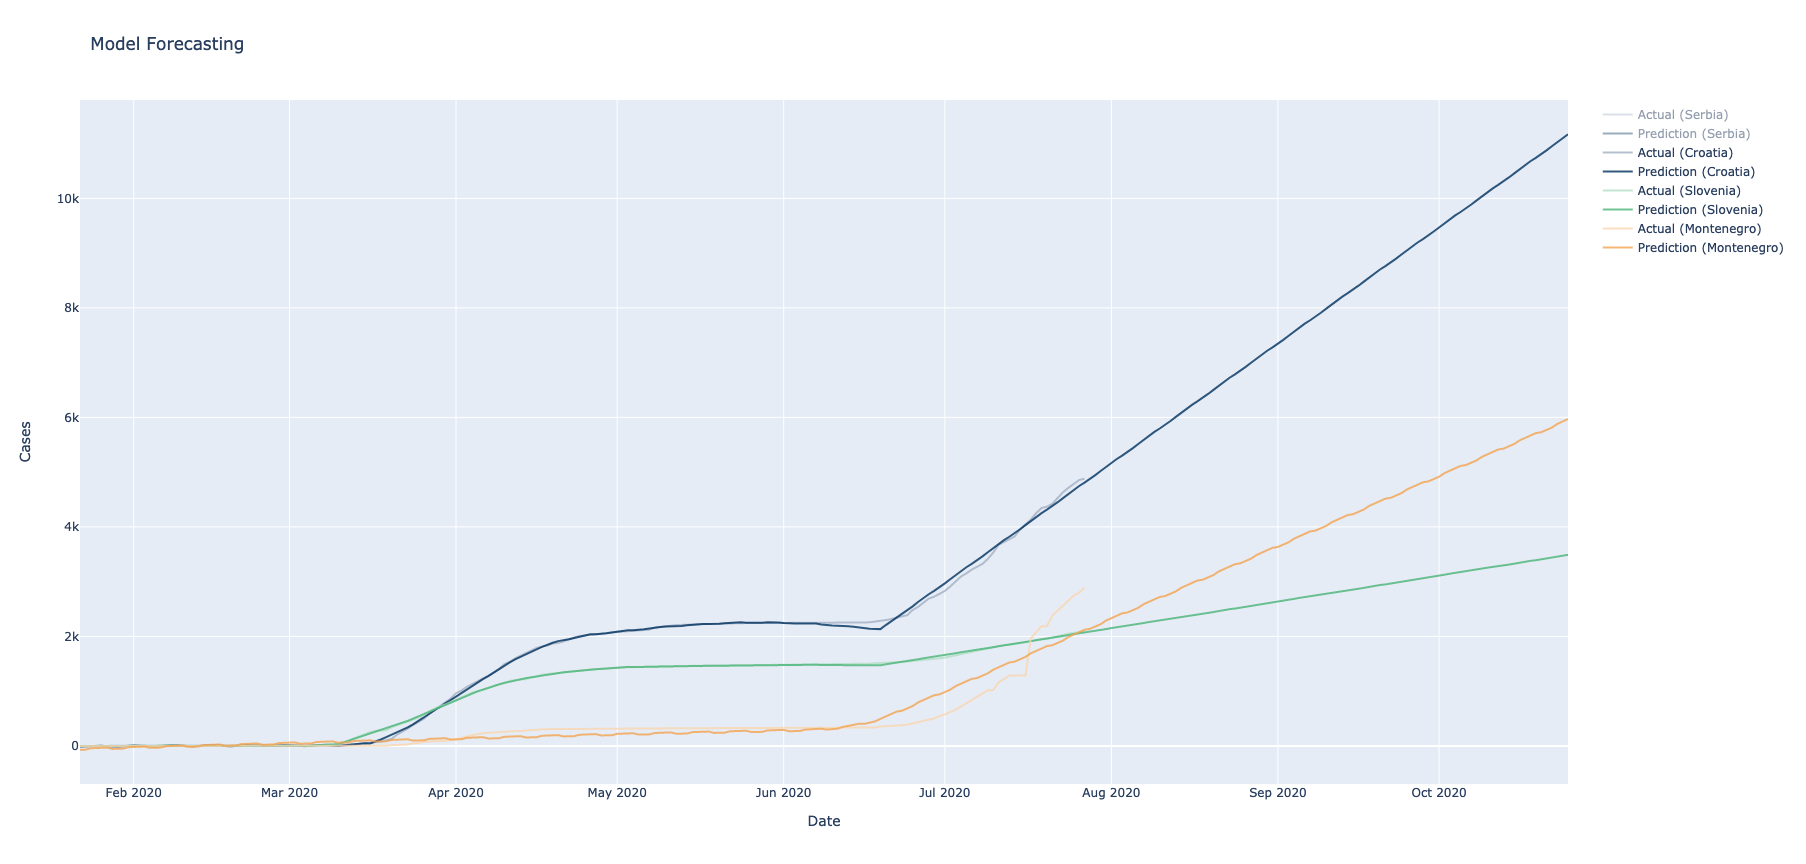 Model Forecasting
Actual (Serbia)
Prediction (Serbia)
Actual (Croatia)
Prediction (Croatia)
Actual (Slovenia)
Prediction (Slovenia)
Actual (Montenegro)
Prediction (Montenegro)
Cases
10k
8k
6k
4k
2k
0
Feb 2020
Mar 2020
Apr 2020
May 2020
Jun 2020
Jul 2020
Aug 2020
Sep 2020
Oct 2020
Date